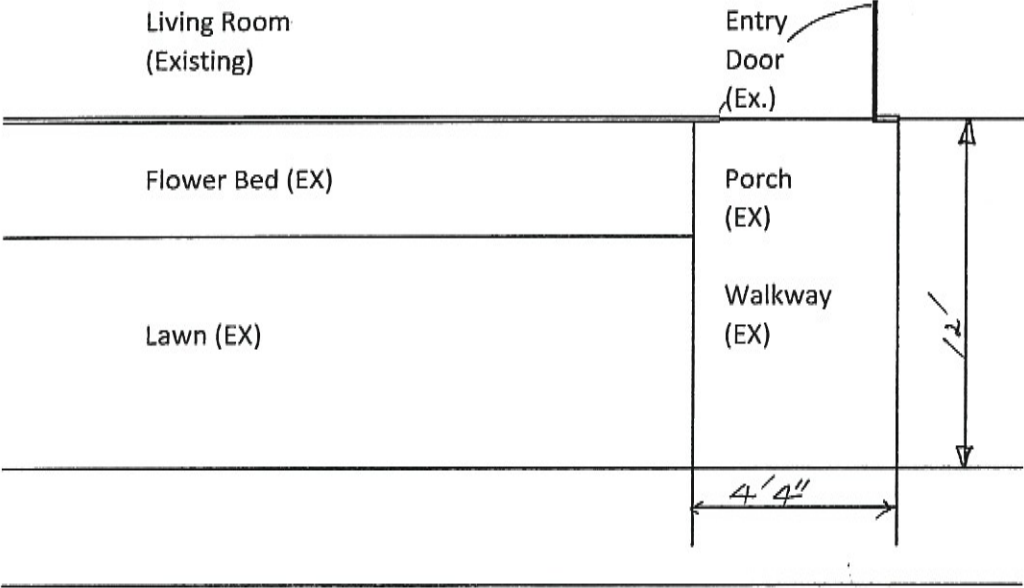 Living Room
(Existing)
Entry
Door
(Ex.)
Flower Bed (EX)
Porch
(EX)
Walkway
(EX)
Lawn (EX)
12'
4'4"